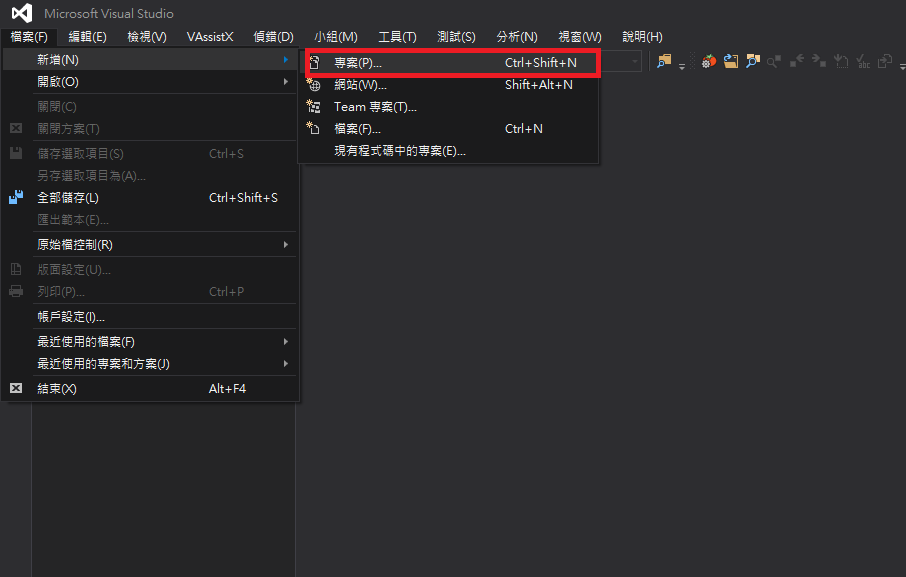 Microsoft Visual Studio
檔案(F) 編輯(E) 檢視(V) VAssistX 偵錯(D) 小組(M) 工具(T) 測試(S) 分析(N) 視窗(W) 說明(H)
新增(N)
開啟(O)
關閉(C)
關閉方案(T)
儲存選取項目(S) Ctrl+S
另存選取項目為(A)...
全部儲存(L) Ctrl+Shift+S
匯出範本(E)...
原始檔控制(R)
版面設定(U)...
列印(P)... Ctrl+P
帳戶設定(I)...
最近使用的檔案(F)
最近使用的專案和方案(J)
結束(X) Alt+F4
專案(P)... Ctrl+Shift+N
網站(W)... Shift+Alt+N
Team 專案(T)...
檔案(F)... Ctrl+N
現有程式碼中的專案(E)...